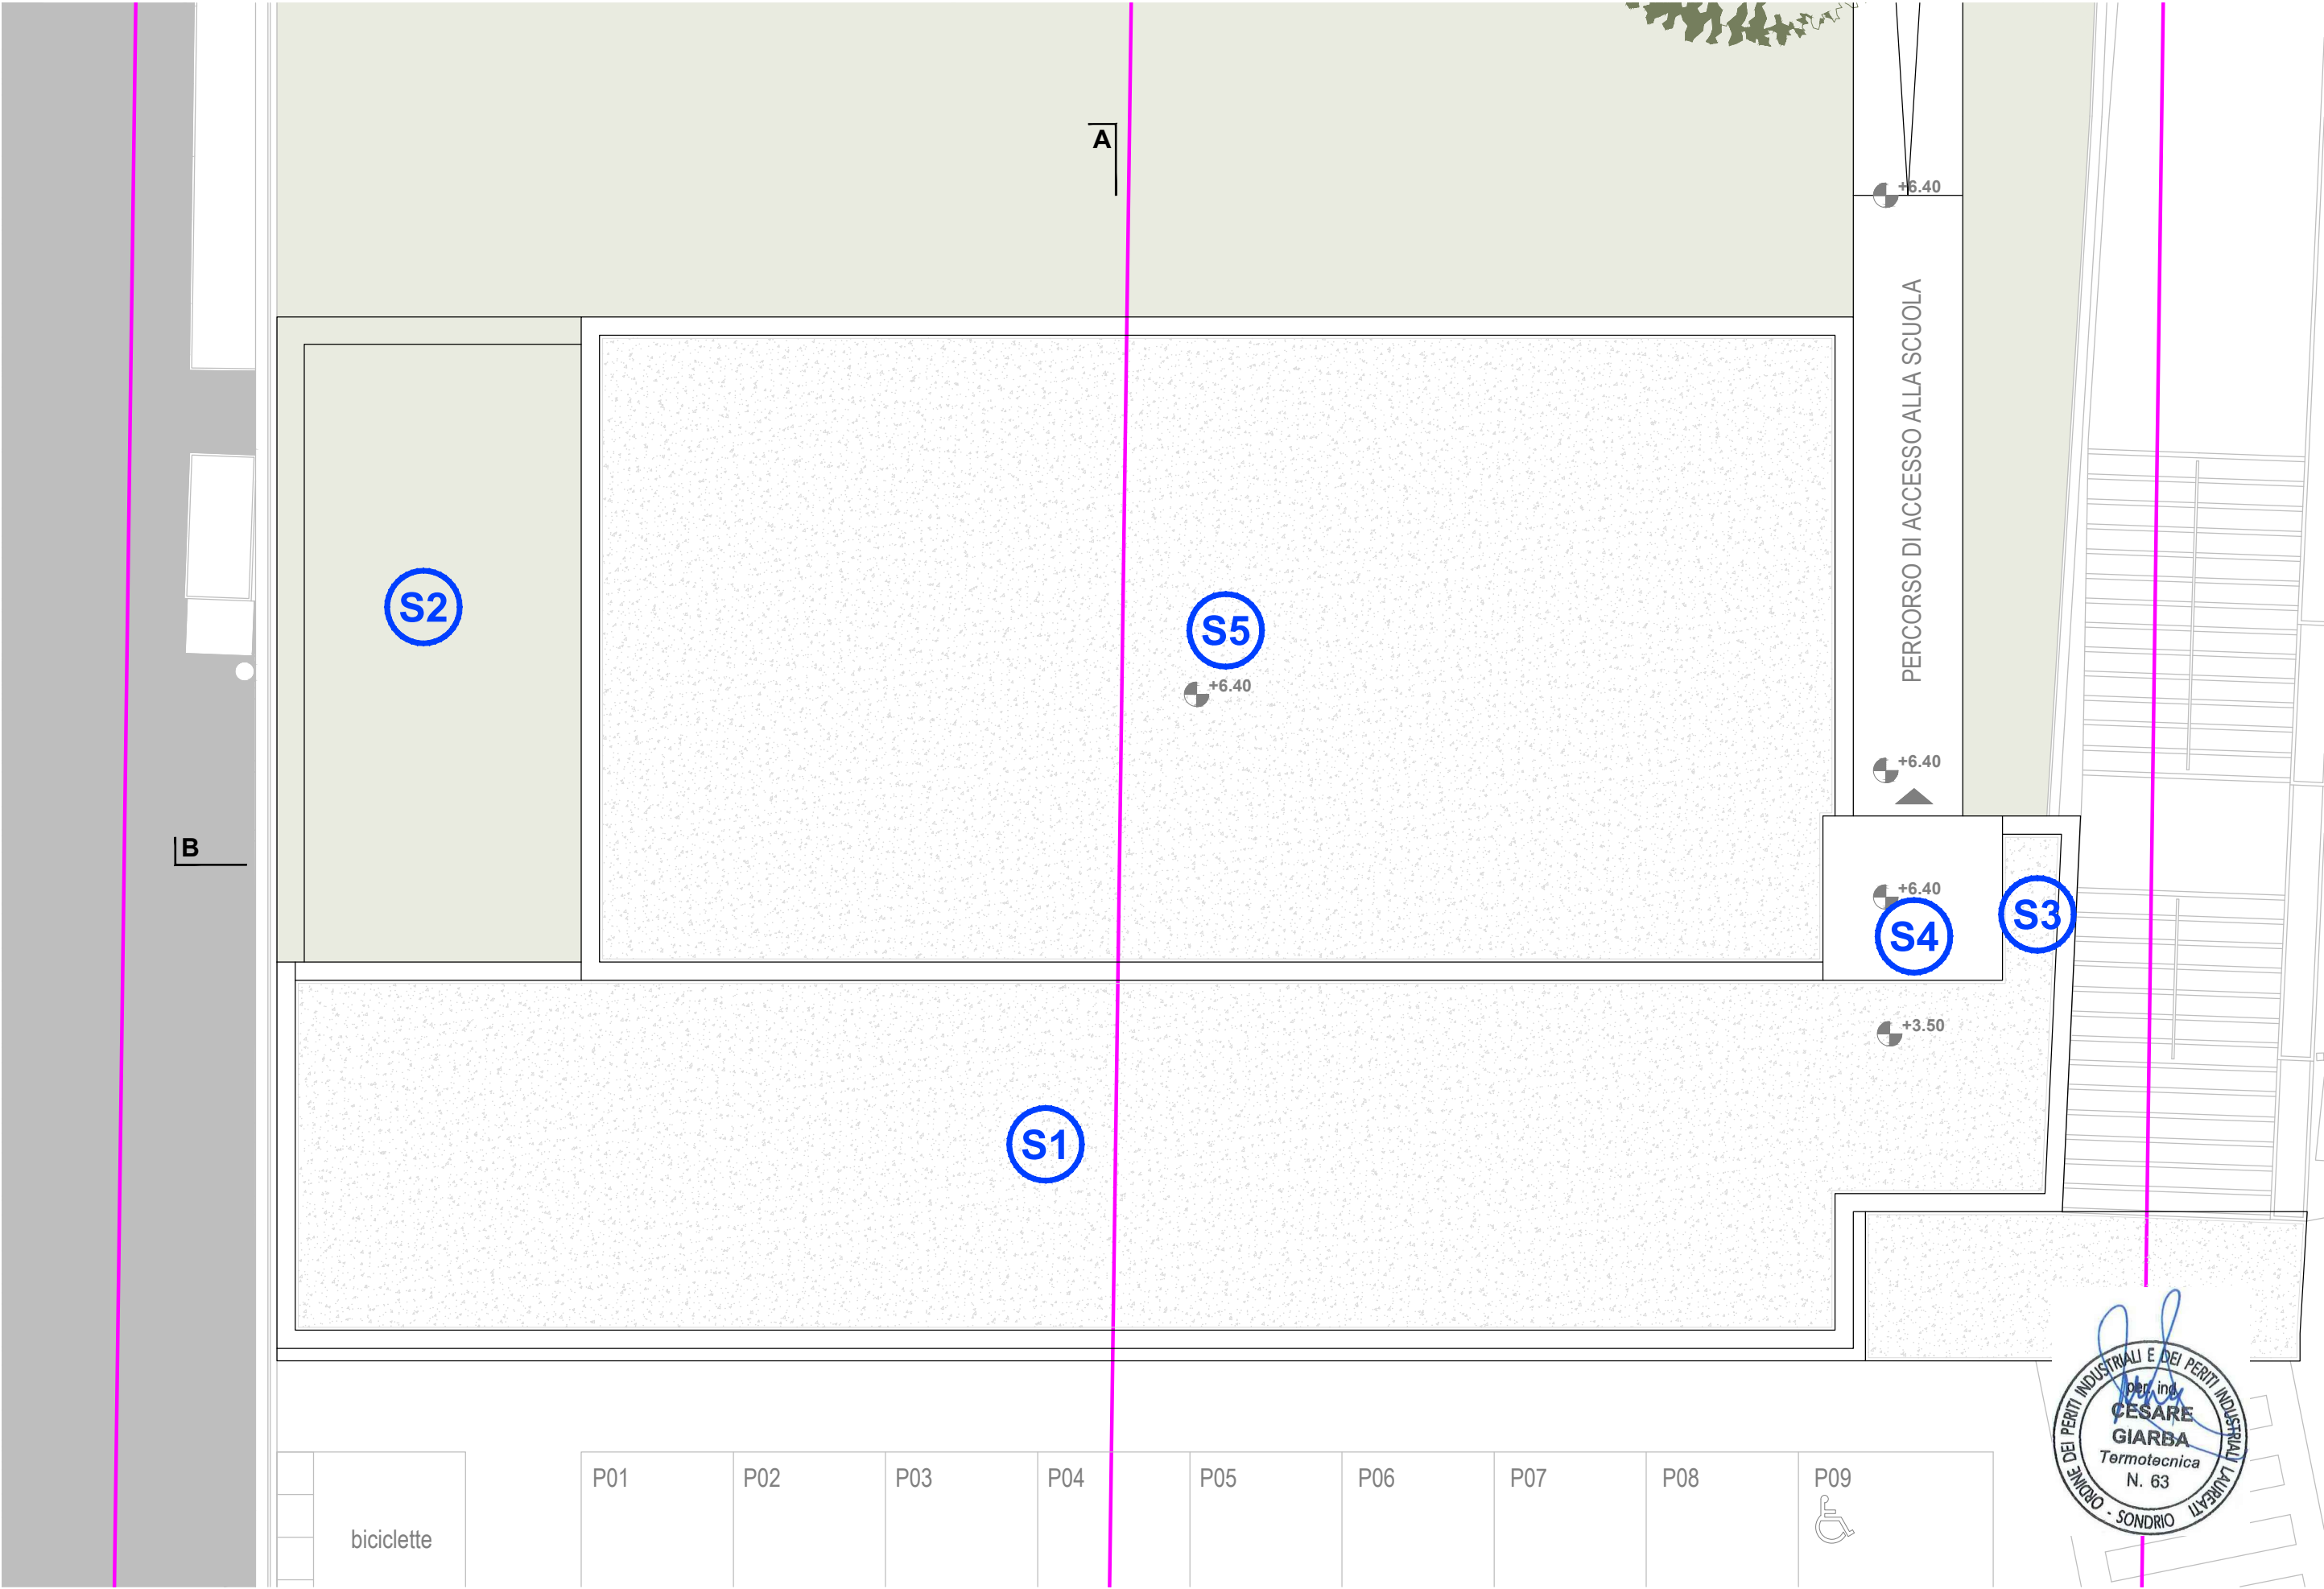 A
+6.40
PERCORSO DI ACCESSO ALLA SCUOLA
S2
S5
+6.40
+6.40
B
+6.40
S4
S3
+3.50
S1
ORDINE DEI PERITI INDUSTRIALI E DEI PERITI INDUSTRIALI LAUREATI
per. ind.
CESARE
GIARBA
Termotecnica
N. 63
- SONDRIO
P01
P02
P03
P04
P05
P06
P07
P08
P09
biciclette